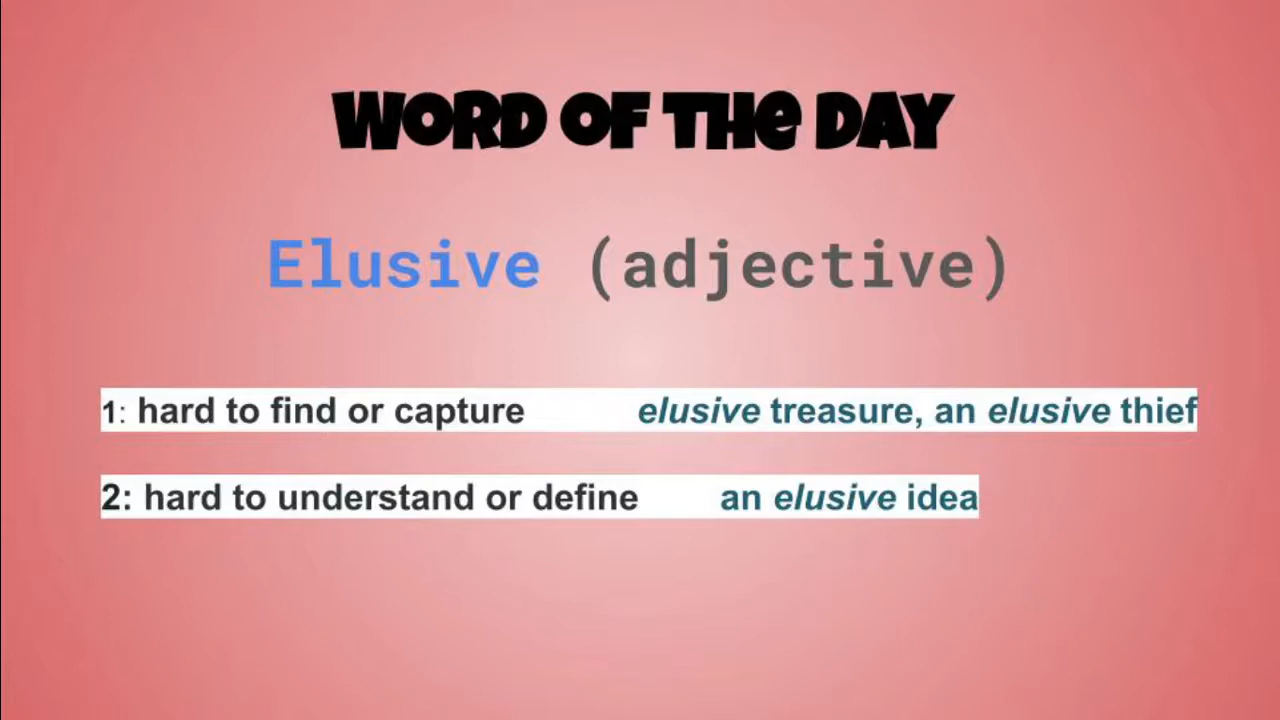 WORD OF THE DAY
Elusive (adjective)
1: hard to find or capture elusive treasure, an elusive thief
2: hard to understand or define an elusive idea